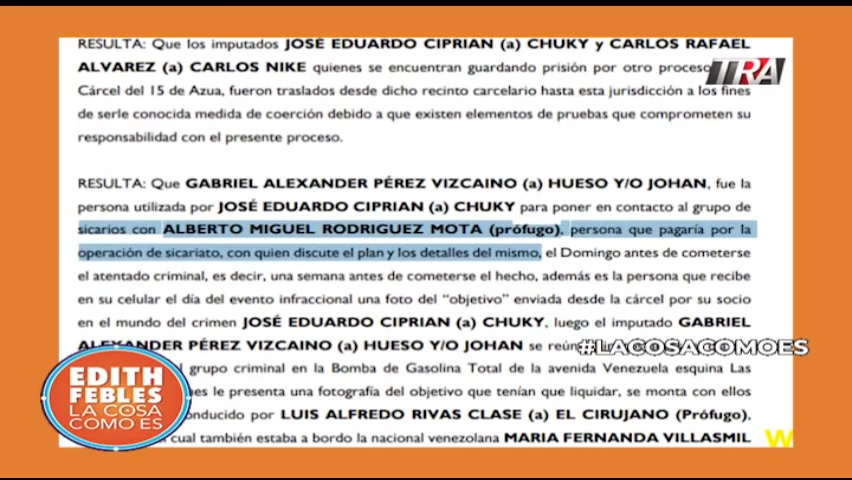 RESULTA: Que los imputados JOSÉ EDUARDO CIPRIAN (a) CHUKY y CARLOS RAFAEL
ALVAREZ (a) CARLOS NIKE quienes se encuentran guardando prisión por otro proceso
TRA
Cárcel del 15 de Azua, fueron traslados desde dicho recinto carcelario hasta esta jurisdicción a los fines
de serle conocida medida de coerción debido a que existen elementos de pruebas que comprometen su
responsabilidad con el presente proceso.
RESULTA: Que GABRIEL ALEXANDER PÉREZ VIZCAINO (a) HUESO Y/O JOHAN, fue la
persona utilizada por JOSÉ EDUARDO CIPRIAN (a) CHUKY para poner en contacto al grupo de
sicarios con ALBERTO MIGUEL RODRIGUEZ MOTA (prófugo), persona que pagaría por la
operación de sicariato, con quien discute el plan y los detalles del mismo, el Domingo antes de cometerse
el atentado criminal, es decir, una semana antes de cometerse el hecho, además es la persona que recibe
en su celular el día del evento infraccional una foto del “objetivo” enviada desde la cárcel por su socio
en el mundo del crimen JOSÉ EDUARDO CIPRIAN (a) CHUKY, luego el imputado GABRIEL
ALEXANDER PÉREZ VIZCAINO (a) HUESO Y/O JOHAN se
#LACOSACOMOES
grupo criminal en la Bomba de Gasolina Total de la avenida Venezuela esquina Las
le presenta una fotografía del objetivo que tenían que liquidar, se monta con ellos
por LUIS ALFREDO RIVAS CLASE (a) EL CIRUJANO (Prófugo),
cual también estaba a bordo la nacional venezolana MARIA FERNANDA VILLASMIL
EDITH
FEBLES
LA COSA
COMO ES
W